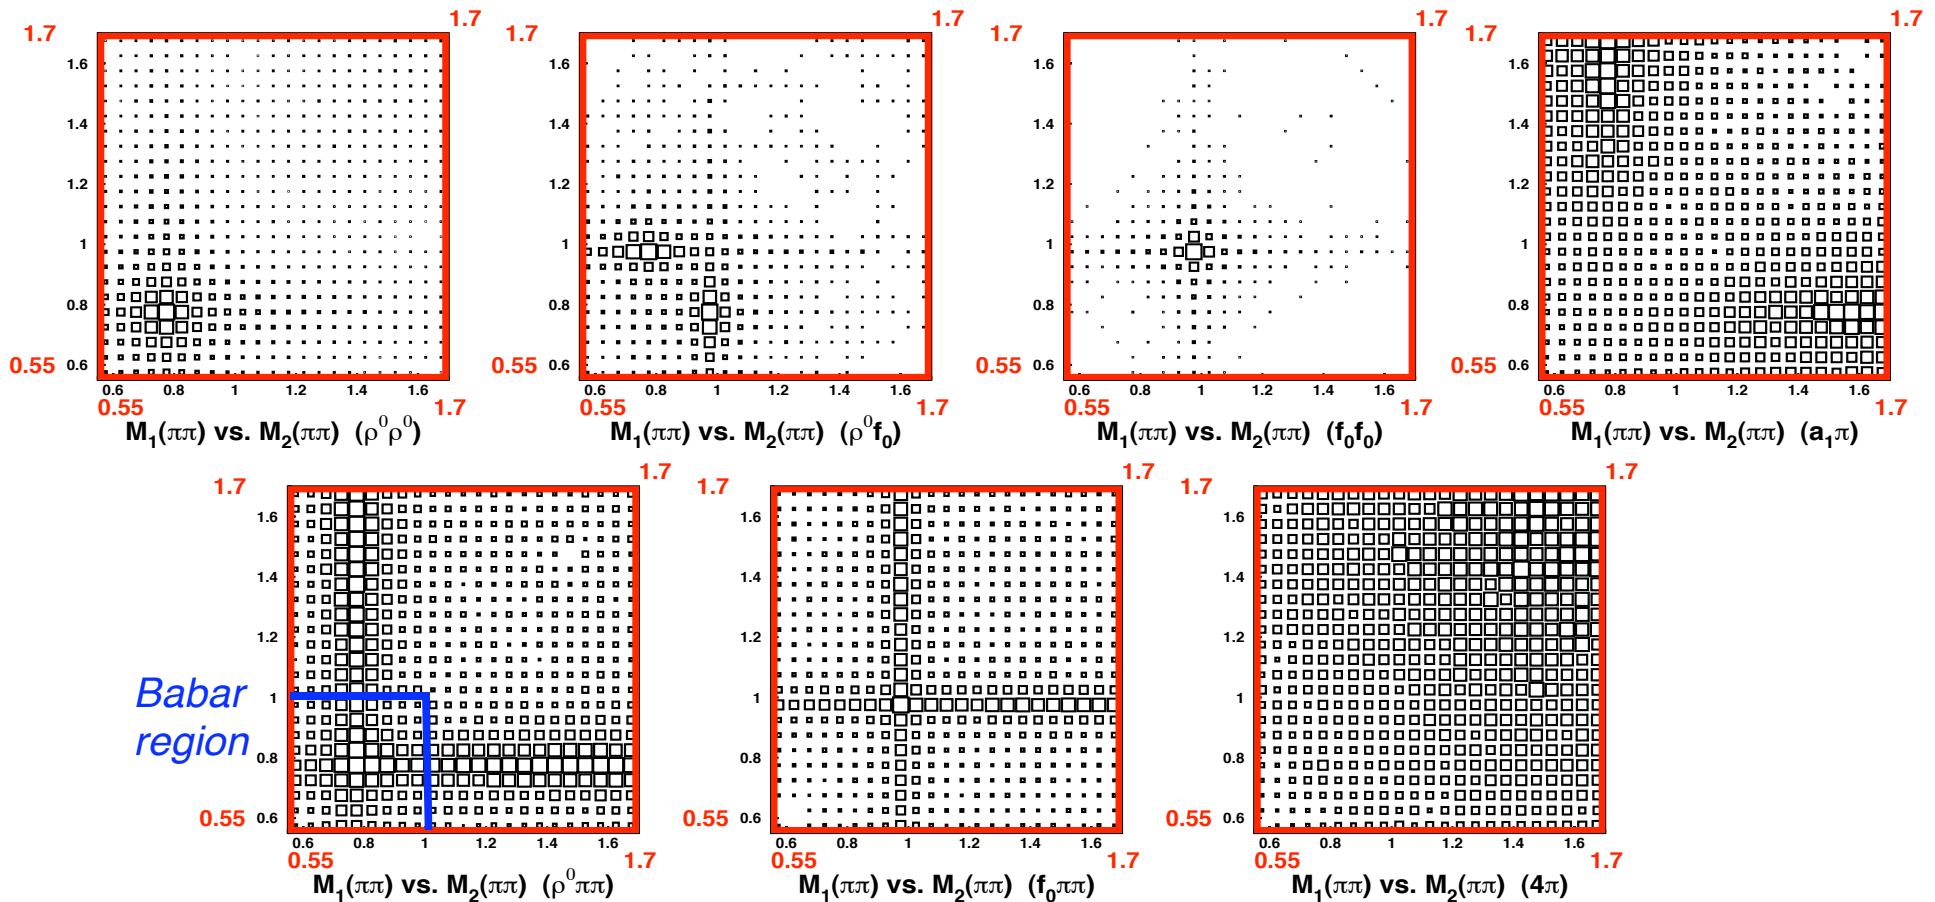 1.7 1.7 1.7 1.7 1.7 1.7 1.7 1.7
1.6 1.6 1.6 1.6
1.4 1.4 1.4 1.4
1.2 1.2 1.2 1.2
1 1 1 1
0.8 0.8 0.8 0.8
0.55 0.6 0.55 0.6 0.55 0.6 0.55 0.6
0.6 0.8 1 1.2 1.4 1.6 0.6 0.8 1 1.2 1.4 1.6 0.6 0.8 1 1.2 1.4 1.6 0.6 0.8 1 1.2 1.4 1.6
0.55 1.7 0.55 1.7 0.55 1.7 0.55 1.7
M₁(ππ) vs. M₂(ππ) (ρ⁰ρ⁰)
M₁(ππ) vs. M₂(ππ) (ρ⁰f₀)
M₁(ππ) vs. M₂(ππ) (f₀f₀)
M₁(ππ) vs. M₂(ππ) (a₁π)
1.7 1.7 1.7 1.7 1.7 1.7
1.6 1.6 1.6
1.4 1.4 1.4
1.2 1.2 1.2
Babar
region
1 1 1
0.8 0.8 0.8
0.55 0.6 0.55 0.6 0.55 0.6
0.6 0.8 1 1.2 1.4 1.6 0.6 0.8 1 1.2 1.4 1.6 0.6 0.8 1 1.2 1.4 1.6
0.55 1.7 0.55 1.7 0.55 1.7
M₁(ππ) vs. M₂(ππ) (ρ⁰ππ)
M₁(ππ) vs. M₂(ππ) (f₀ππ)
M₁(ππ) vs. M₂(ππ) (4π)